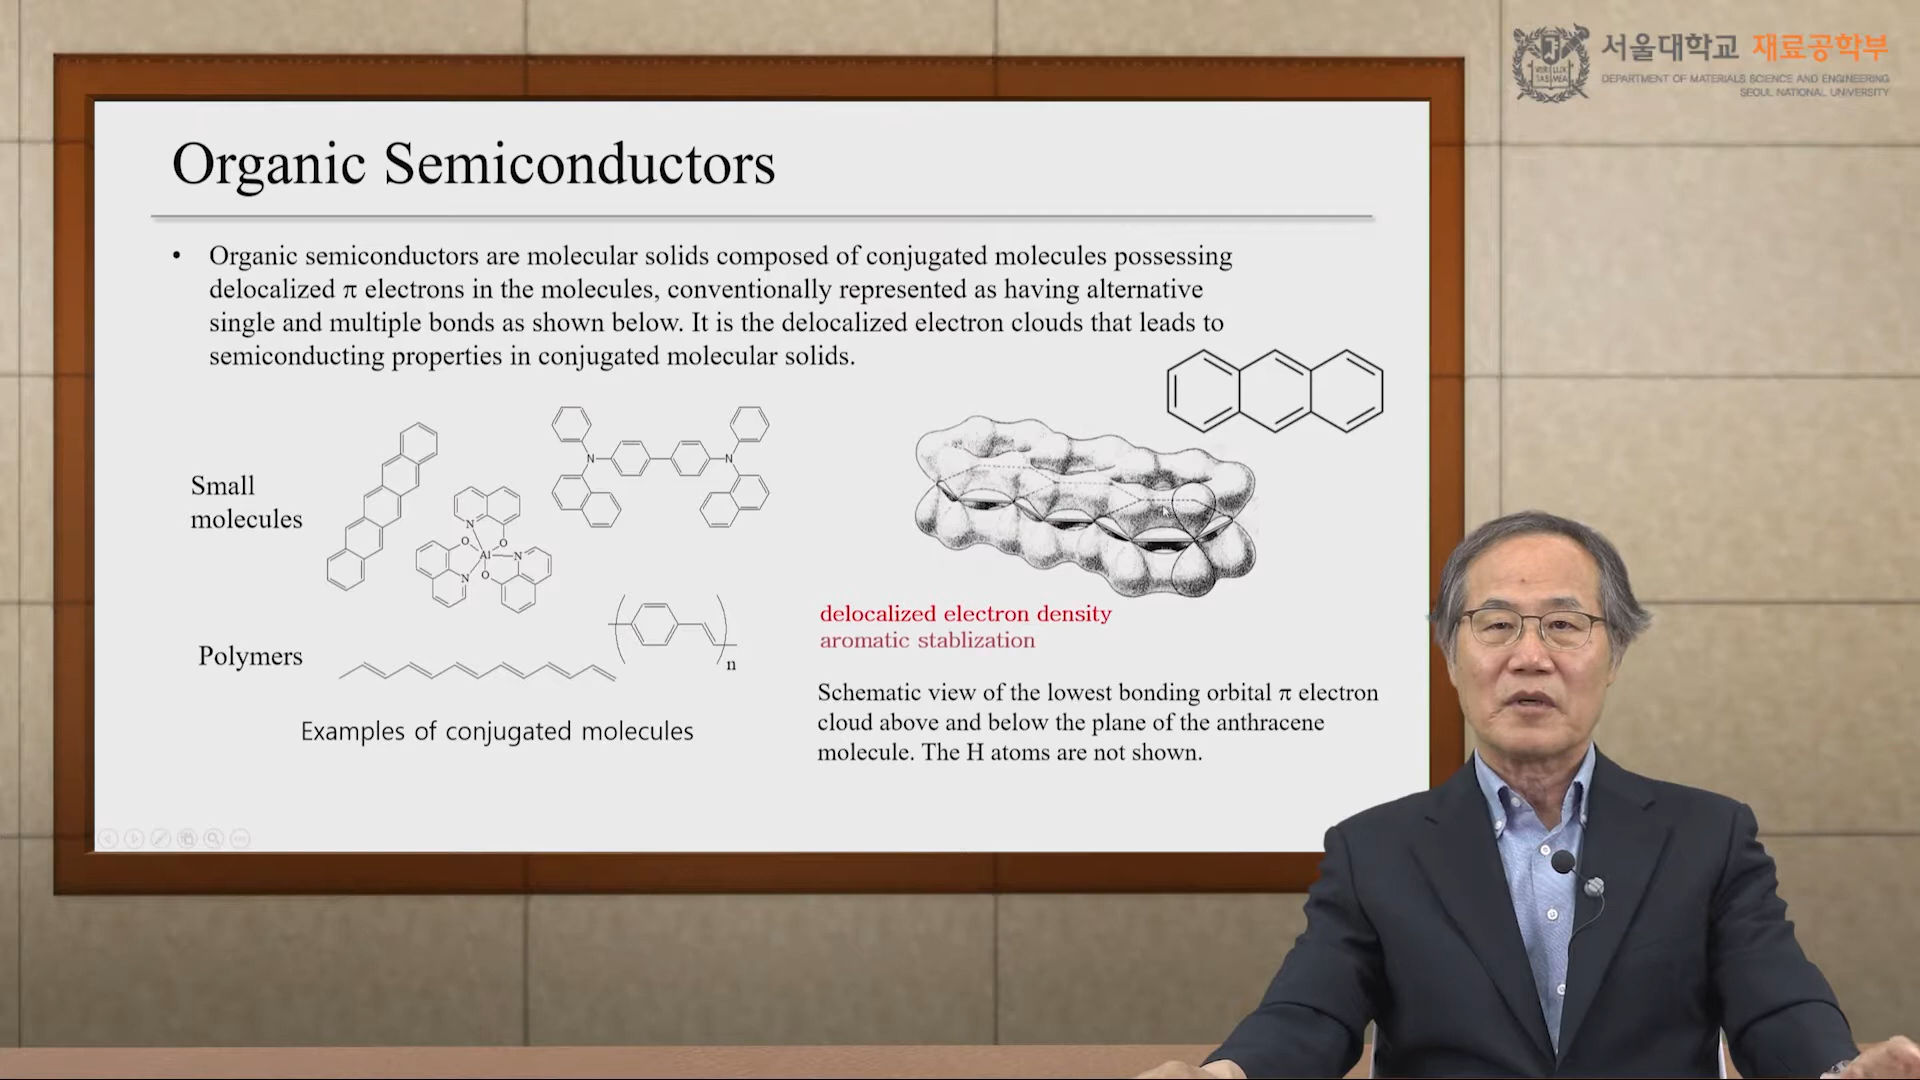 서울대학교 재료공학부
DEPARTMENT OF MATERIALS SCIENCE AND ENGINEERING
SEOUL NATIONAL UNIVERSITY
Organic Semiconductors
• Organic semiconductors are molecular solids composed of conjugated molecules possessing
delocalized π electrons in the molecules, conventionally represented as having alternative
single and multiple bonds as shown below. It is the delocalized electron clouds that leads to
semiconducting properties in conjugated molecular solids.
Small
molecules
N
N
N
O
O
Al
N
N
O
Polymers
n
Examples of conjugated molecules
delocalized electron density
aromatic stablization
Schematic view of the lowest bonding orbital π electron
cloud above and below the plane of the anthracene
molecule. The H atoms are not shown.